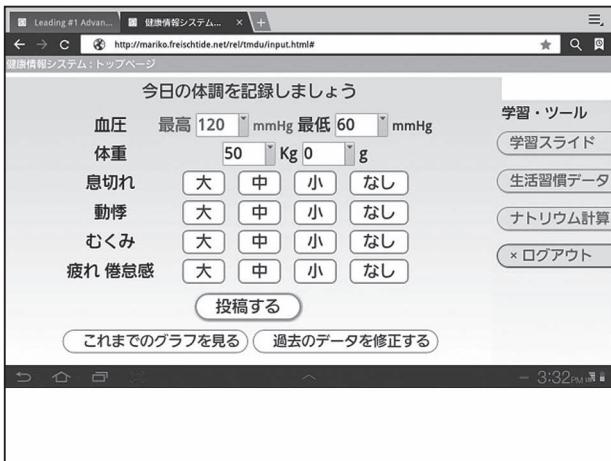 Leading #1 Advan...
健康情報システム... ×
http://mariko.freischtide.net/rel/tmdu/input.html#
健康情報システム : トップページ
今日の体調を記録しましょう
血圧 最高 120 mmHg 最低 60 mmHg
体重 50 Kg 0 g
息切れ 大 中 小 なし
動悸 大 中 小 なし
むくみ 大 中 小 なし
疲れ 倦怠感 大 中 小 なし
投稿する
これまでのグラフを見る 過去のデータを修正する
学習・ツール
学習スライド
生活習慣データ
ナトリウム計算
× ログアウト
3:32 PM